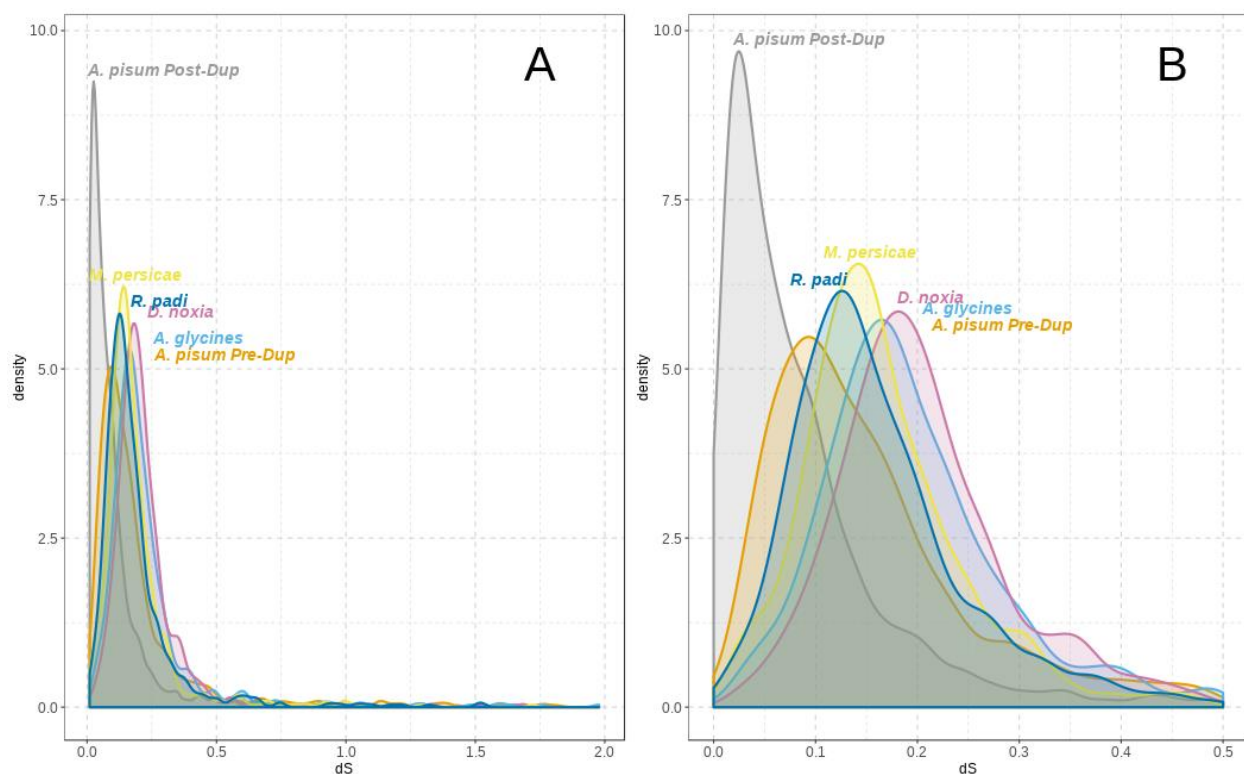 A
10.0
7.5
5.0
2.5
0.0
density
A. pisum Post-Dup
M. persicae
R. padi
D. noxia
A. glycines
A. pisum Pre-Dup
0.0 0.5 1.0 1.5 2.0
dS
B
10.0
7.5
5.0
2.5
0.0
density
A. pisum Post-Dup
M. persicae
R. padi
D. noxia
A. glycines
A. pisum Pre-Dup
0.0 0.1 0.2 0.3 0.4 0.5
dS